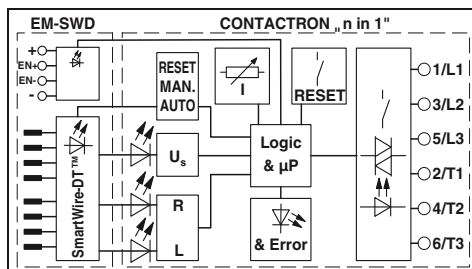 EM-SWD
CONTACTRON „n in 1"
+
EN+
EN-
-
RESET
MAN.
AUTO
I
RESET
SmartWire-DT™
Us
R
L
Logic
& µP
& Error
1/L1
3/L2
5/L3
2/T1
4/T2
6/T3